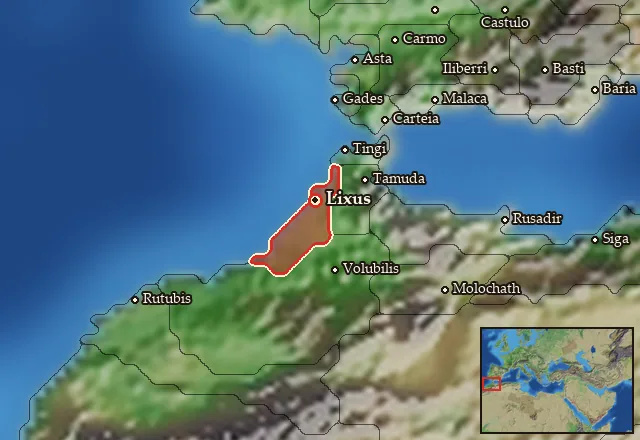 Castulo
Carmo
Asta
Iliberri
Basti
Baria
Gades
Malaca
Carteia
Tingi
Tamuda
Lixus
Rusadir
Siga
Volubilis
Molochath
Rutubis